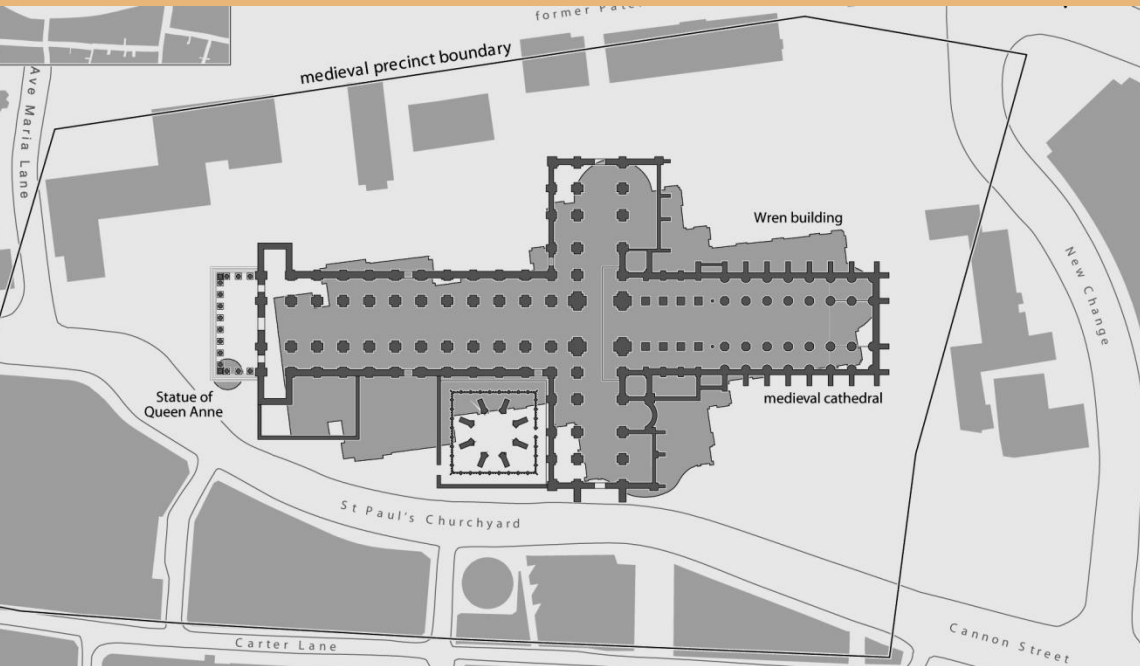 former
medieval precinct boundary
Ave Maria Lane
Wren building
New Change
Statue of
Queen Anne
medieval cathedral
St Paul's Churchyard
Carter Lane
Cannon Street